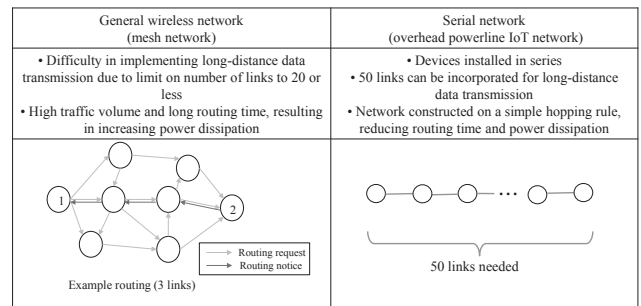 General wireless network
(mesh network)
Serial network
(overhead powerline IoT network)
• Difficulty in implementing long-distance data
transmission due to limit on number of links to 20 or
less
• High traffic volume and long routing time, resulting
in increasing power dissipation
• Devices installed in series
• 50 links can be incorporated for long-distance
data transmission
• Network constructed on a simple hopping rule,
reducing routing time and power dissipation
1
2
Routing request
Routing notice
Example routing (3 links)
...
50 links needed